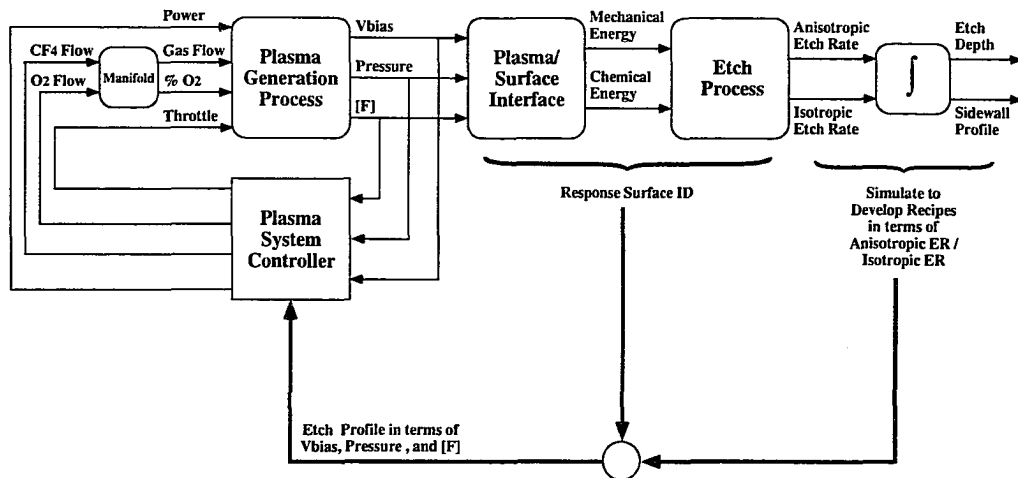 Power
CF4 Flow
O2 Flow
Manifold
Gas Flow
% O2
Throttle
Plasma
Generation
Process
Vbias
Pressure
[F]
Plasma/
Surface
Interface
Mechanical
Energy
Chemical
Energy
Etch
Process
Anisotropic
Etch Rate
Isotropic
Etch Rate
∫
Etch
Depth
Sidewall
Profile
Plasma
System
Controller
Response Surface ID
Simulate to
Develop Recipes
in terms of
Anisotropic ER /
Isotropic ER
Etch Profile in terms of
Vbias, Pressure , and [F]